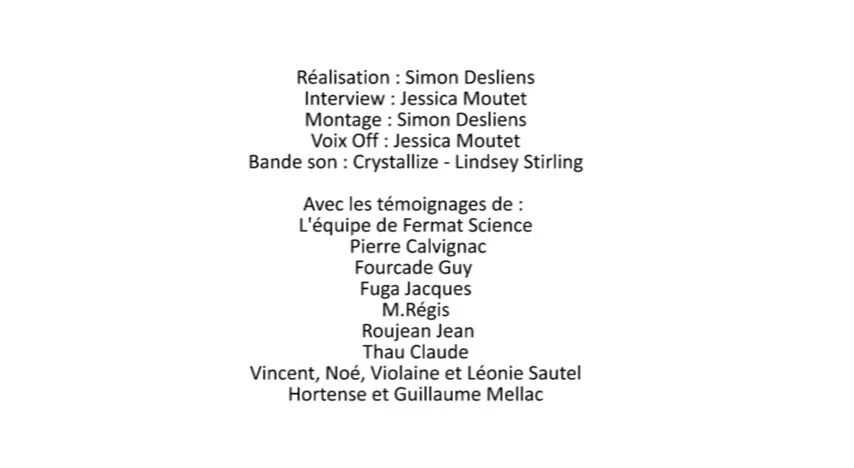 Réalisation : Simon Desliens
Interview : Jessica Moutet
Montage : Simon Desliens
Voix Off : Jessica Moutet
Bande son : Crystallize - Lindsey Stirling
Avec les témoignages de :
L'équipe de Fermat Science
Pierre Calvignac
Fourcade Guy
Fuga Jacques
M.Régis
Roujean Jean
Thau Claude
Vincent, Noé, Violaine et Léonie Sautel
Hortense et Guillaume Mellac